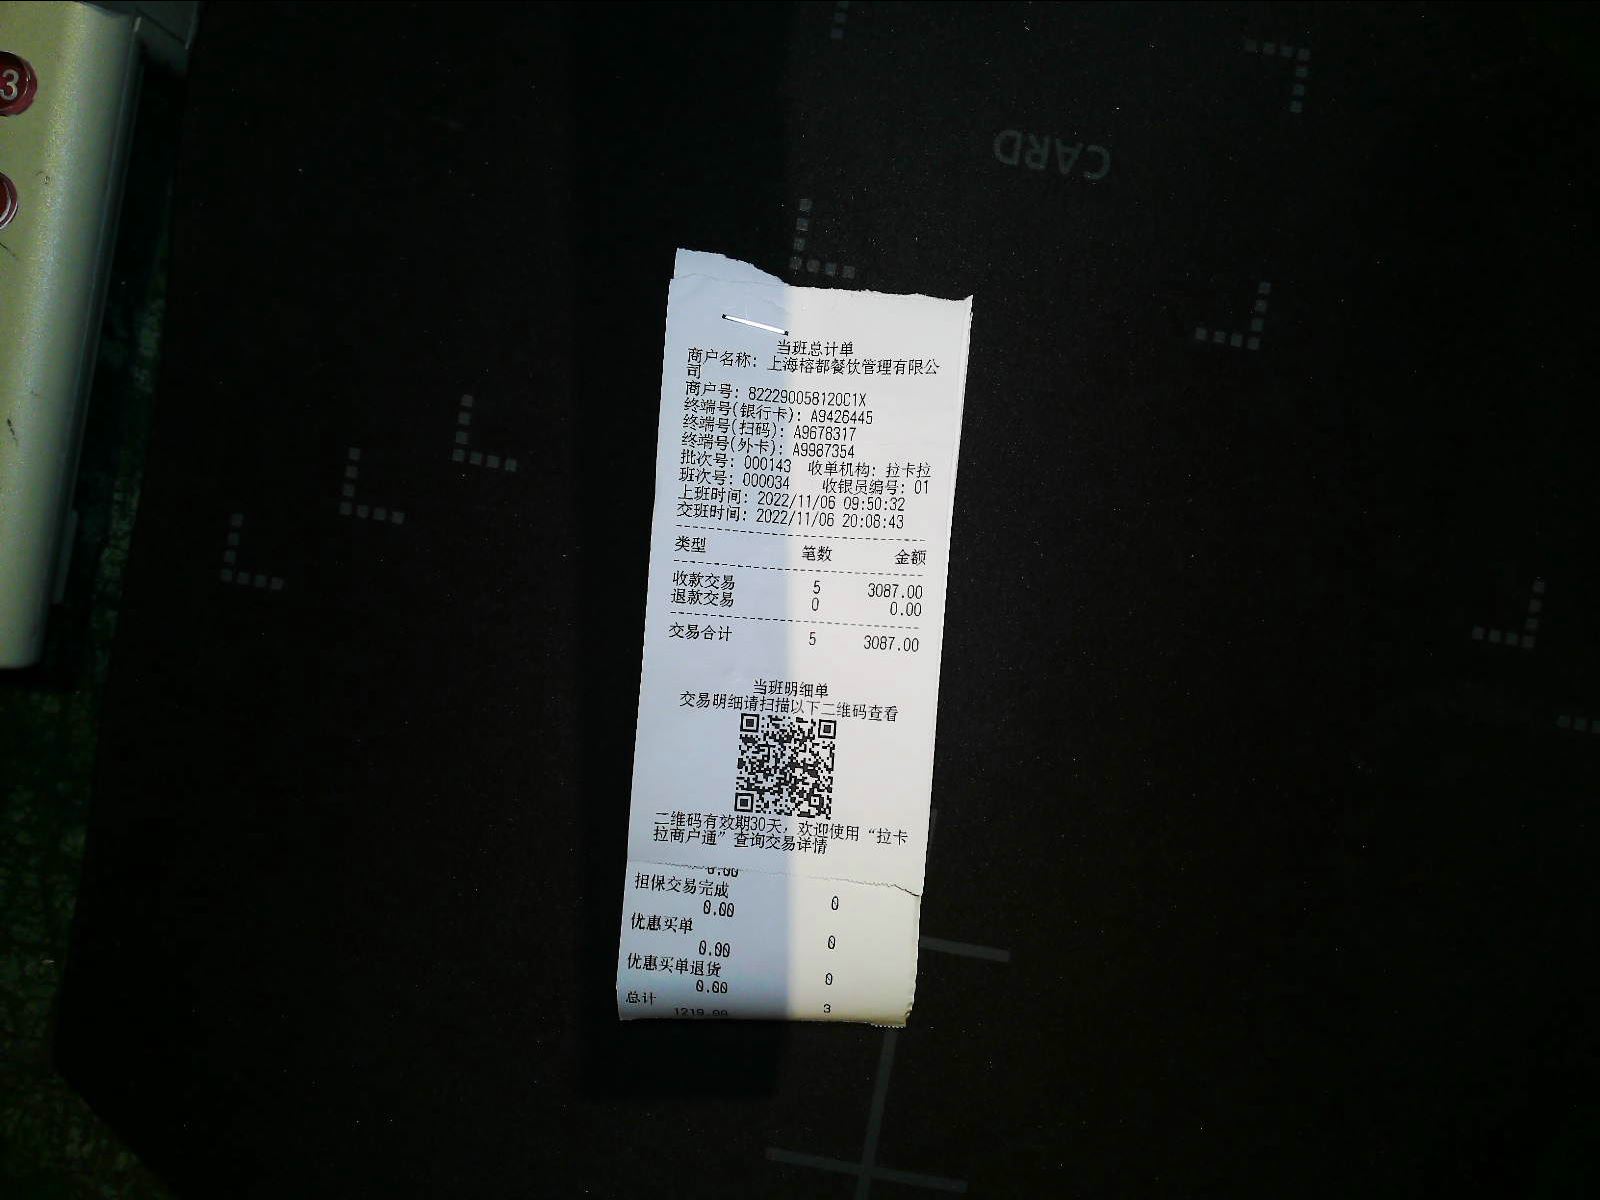 3
CARD
当班总计单
商户名称: 上海榕都餐饮管理有限公
司
商户号: 822290058120C1X
终端号(银行卡): A9426445
终端号(扫码): A9678317
终端号(外卡): A9987354
批次号: 000143 收单机构: 拉卡拉
班次号: 000034 收银员编号: 01
上班时间: 2022/11/06 09:50:32
交班时间: 2022/11/06 20:08:43
类型 笔数 金额
收款交易 5 3087.00
退款交易 0 0.00
交易合计 5 3087.00
当班明细单
交易明细请扫描以下二维码查看
二维码有效期30天, 欢迎使用“拉卡
拉商户通”查询交易详情
0.00
担保交易完成
0.00 0
优惠买单
0.00 0
优惠买单退货
0.00 0
总计
1219.00 3